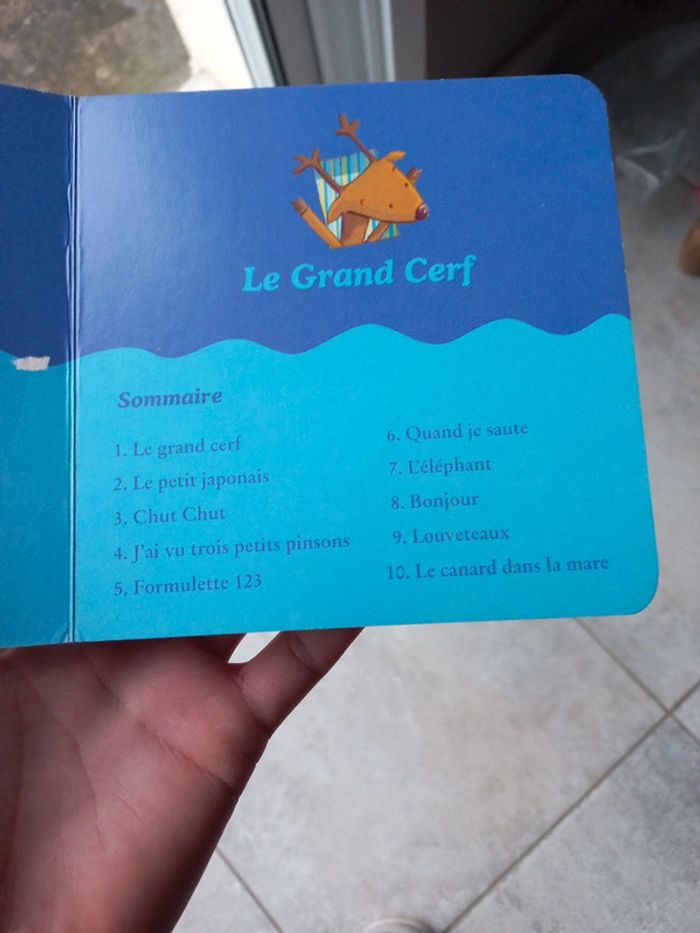 Le Grand Cerf
Sommaire
1. Le grand cerf
2. Le petit japonais
3. Chut Chut
4. J'ai vu trois petits pinsons
5. Formulette 123
6. Quand je saute
7. L'éléphant
8. Bonjour
9. Louveteaux
10. Le canard dans la mare